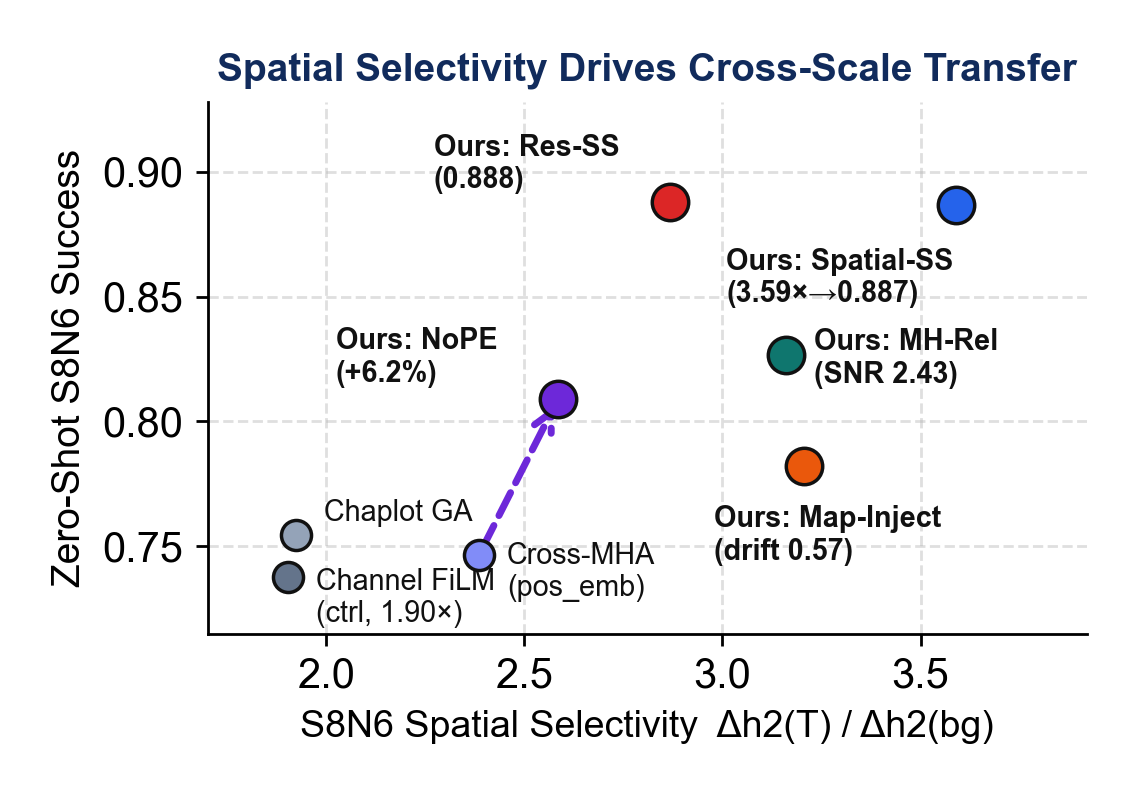 Spatial Selectivity Drives Cross-Scale Transfer
Zero-Shot S8N6 Success
0.90
0.85
0.80
0.75
Ours: Res-SS
(0.888)
Ours: Spatial-SS
(3.59×→0.887)
Ours: NoPE
(+6.2%)
Ours: MH-Rel
(SNR 2.43)
Chaplot GA
Ours: Map-Inject
(drift 0.57)
Cross-MHA
(pos_emb)
Channel FiLM
(ctrl, 1.90×)
2.0
2.5
3.0
3.5
S8N6 Spatial Selectivity  Δh2(T) / Δh2(bg)